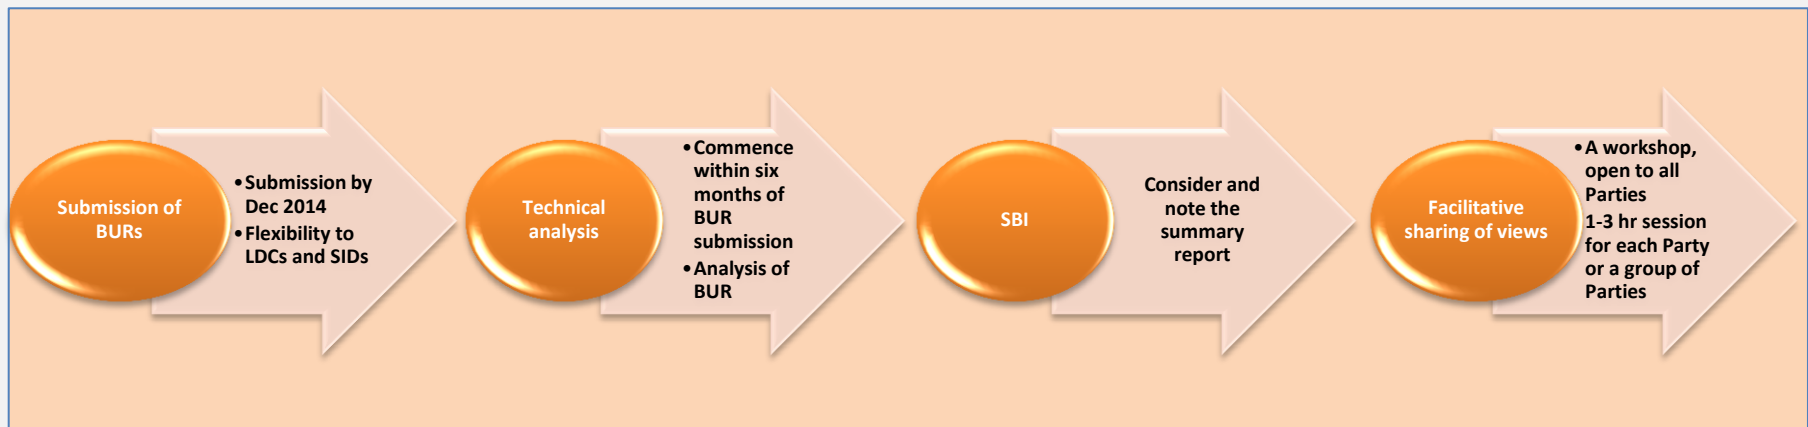 Submission of
BURs
•Submission by
Dec 2014
•Flexibility to
LDCs and SIDs
Technical
analysis
•Commence
within six
months of
BUR
submission
•Analysis of
BUR
SBI
Consider and
note the
summary
report
Facilitative
sharing of views
•A workshop,
open to all
Parties
1-3 hr session
for each Party
or a group of
Parties